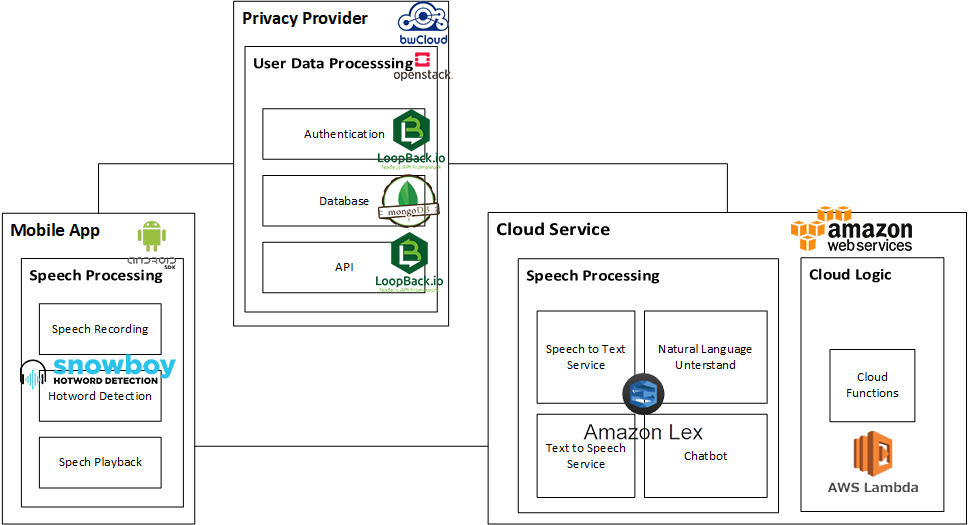 Privacy Provider
bwCloud
User Data Processsing
openstack.
Authentication
LoopBack.io
Node.js API Framework
Database
mongoDB
API
LoopBack.io
Node.js API Framework
Mobile App
ANDROID
SDK
Speech Processing
Speech Recording
snowboy
HOTWORD DETECTION
Hotword Detection
Spech Playback
Cloud Service
amazon
web services
Speech Processing
Speech to Text
Service
Natural Language
Unterstand
Amazon Lex
Text to Speech
Service
Chatbot
Cloud Logic
Cloud
Functions
AWS Lambda